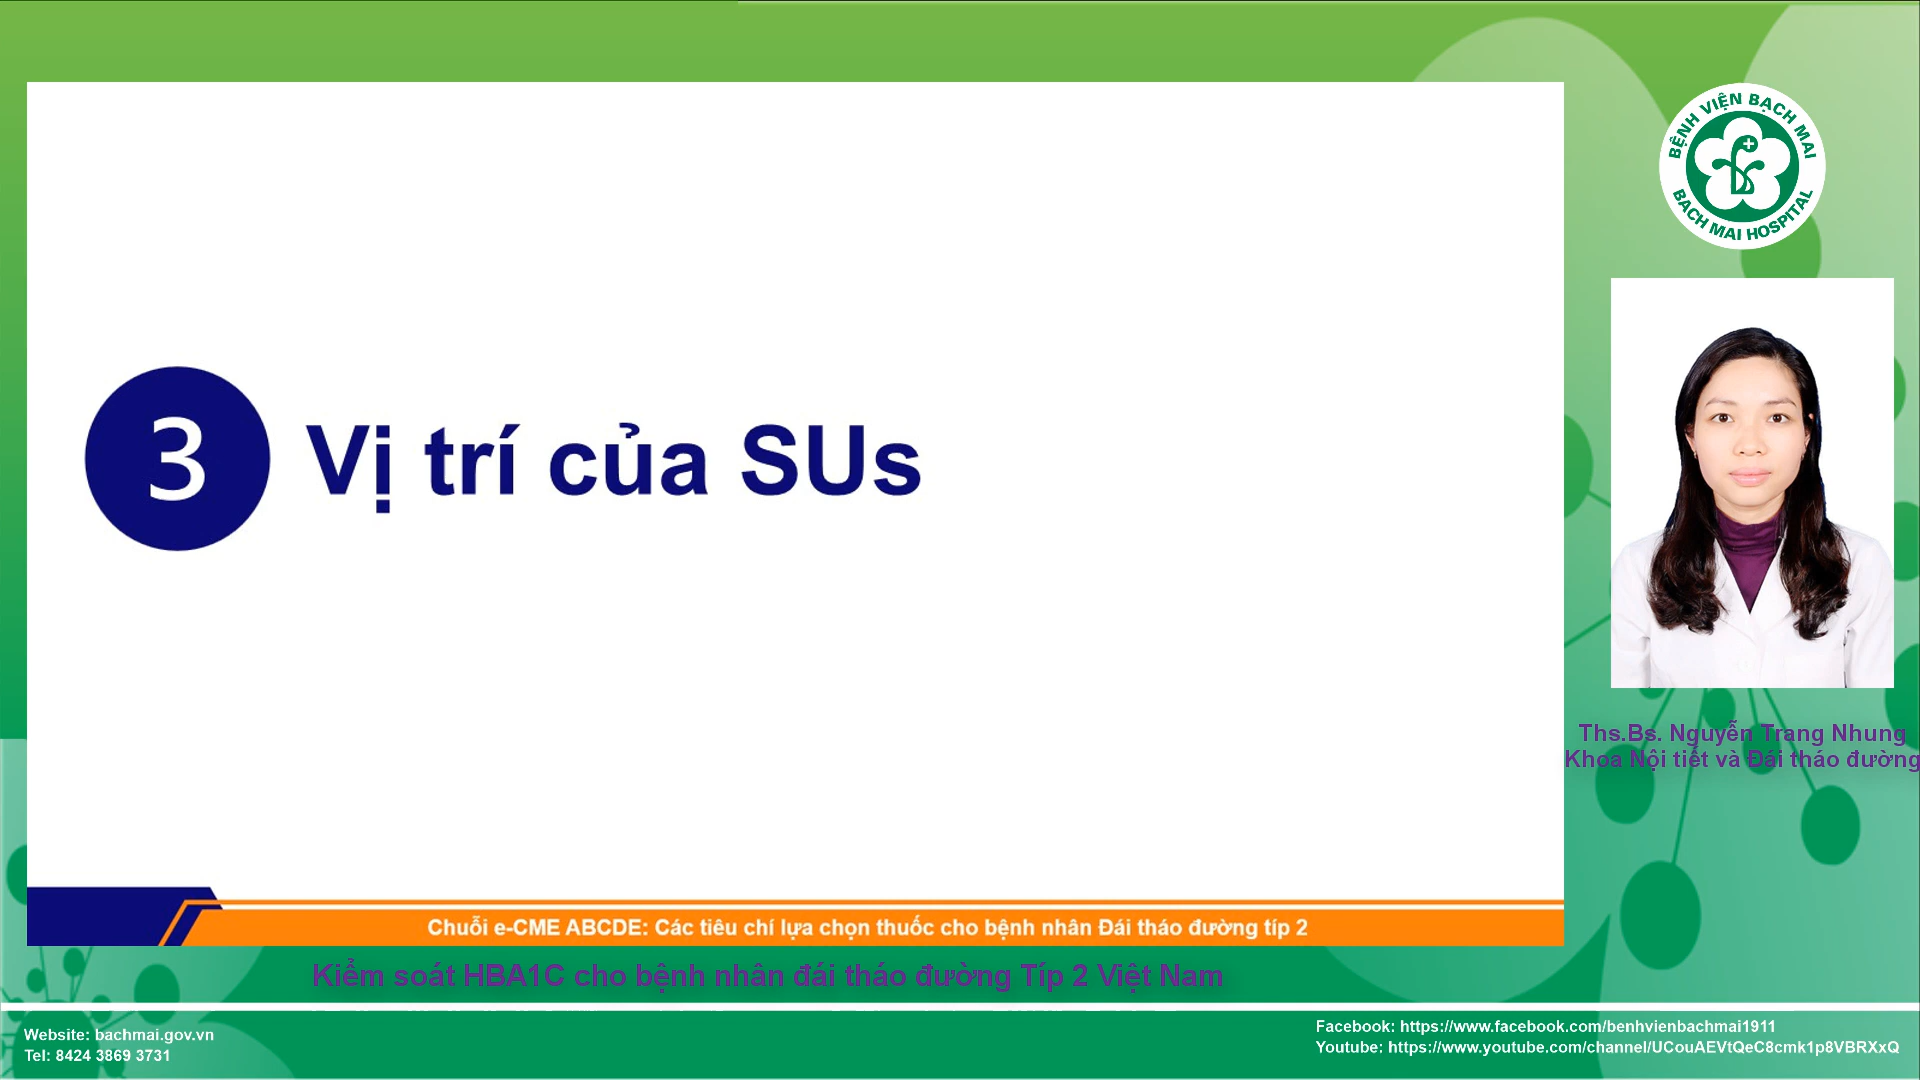 BỆNH VIỆN BẠCH MAI
BACH MAI HOSPITAL
3 Vị trí của SUs
Ths.Bs. Nguyễn Trang Nhung
Khoa Nội tiết và Đái tháo đường
Chuỗi e-CME ABCDE: Các tiêu chí lựa chọn thuốc cho bệnh nhân Đái tháo đường típ 2
Kiểm soát HBA1C cho bệnh nhân đái tháo đường Típ 2 Việt Nam
Website: bachmai.gov.vn
Tel: 8424 3869 3731
Facebook: https://www.facebook.com/benhvienbachmai1911
Youtube: https://www.youtube.com/channel/UCouAEVtQeC8cmk1p8VBRXxQ